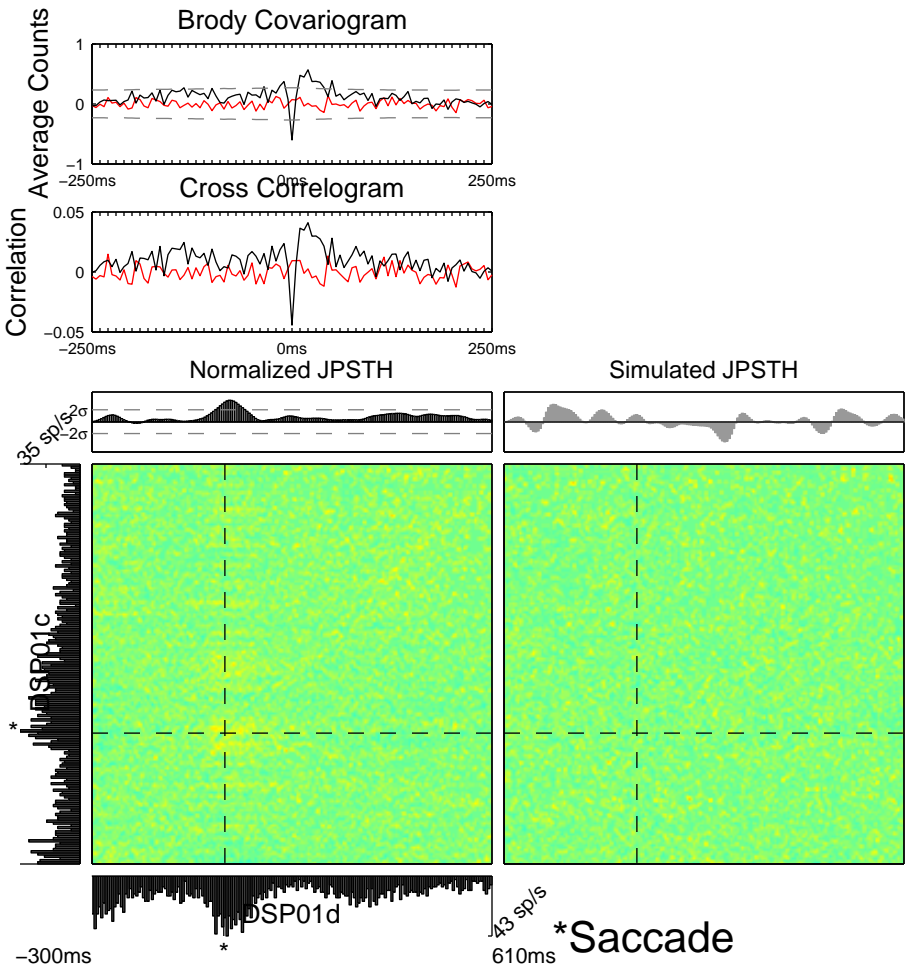 Brody Covariogram
Average Counts
1
0
−1
−250ms
0ms
250ms
Cross Correlogram
Correlation
0.05
0
−0.05
−250ms
0ms
250ms
Normalized JPSTH
Simulated JPSTH
2σ
−2σ
35 sp/s
DSP01c
*
DSP01d
*
43 sp/s
*Saccade
−300ms
610ms